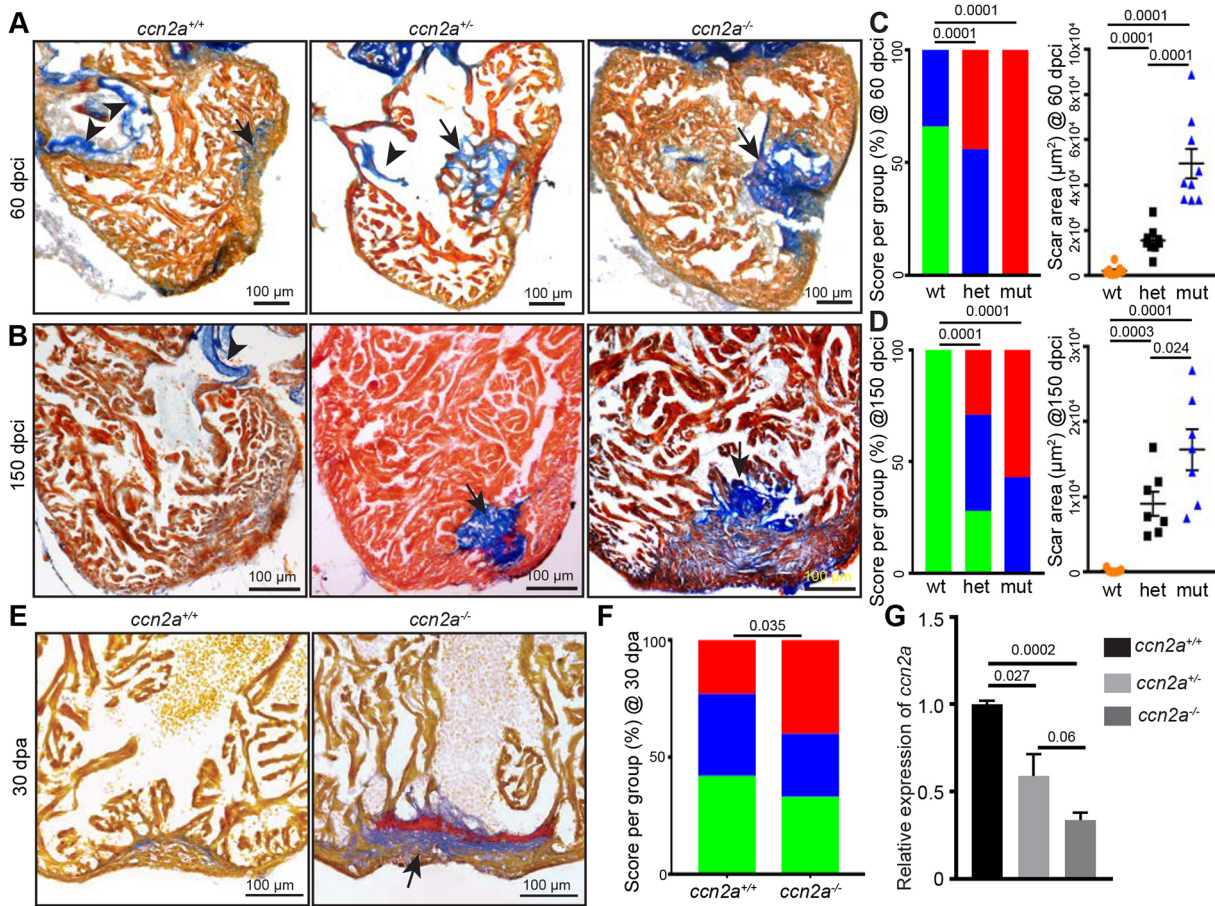 A
ccn2a+/+
ccn2a+/-
ccn2a-/-
60 dpci
100 µm
100 µm
100 µm
B
150 dpci
100 µm
100 µm
100 µm
C
0.0001
0.0001
Score per group (%) @ 60 dpci
100
50
0
wt het mut
0.0001
0.0001
0.0001
Scar area (µm²) @ 60 dpci
10x10⁴
8x10⁴
6x10⁴
4x10⁴
2x10⁴
0
wt het mut
D
0.0001
0.0001
Score per group (%) @150 dpci
100
50
0
wt het mut
0.0001
0.0003
0.024
Scar area (µm²) @150 dpci
3x10⁴
2x10⁴
1x10⁴
0
wt het mut
E
ccn2a+/+
ccn2a-/-
30 dpa
100 µm
100 µm
F
0.035
Score per group (%) @ 30 dpa
100
50
0
ccn2a+/+ ccn2a-/-
G
Relative expression of ccn2a
1.5
1.0
0.5
0
0.0002
0.027
0.06
ccn2a+/+
ccn2a+/-
ccn2a-/-